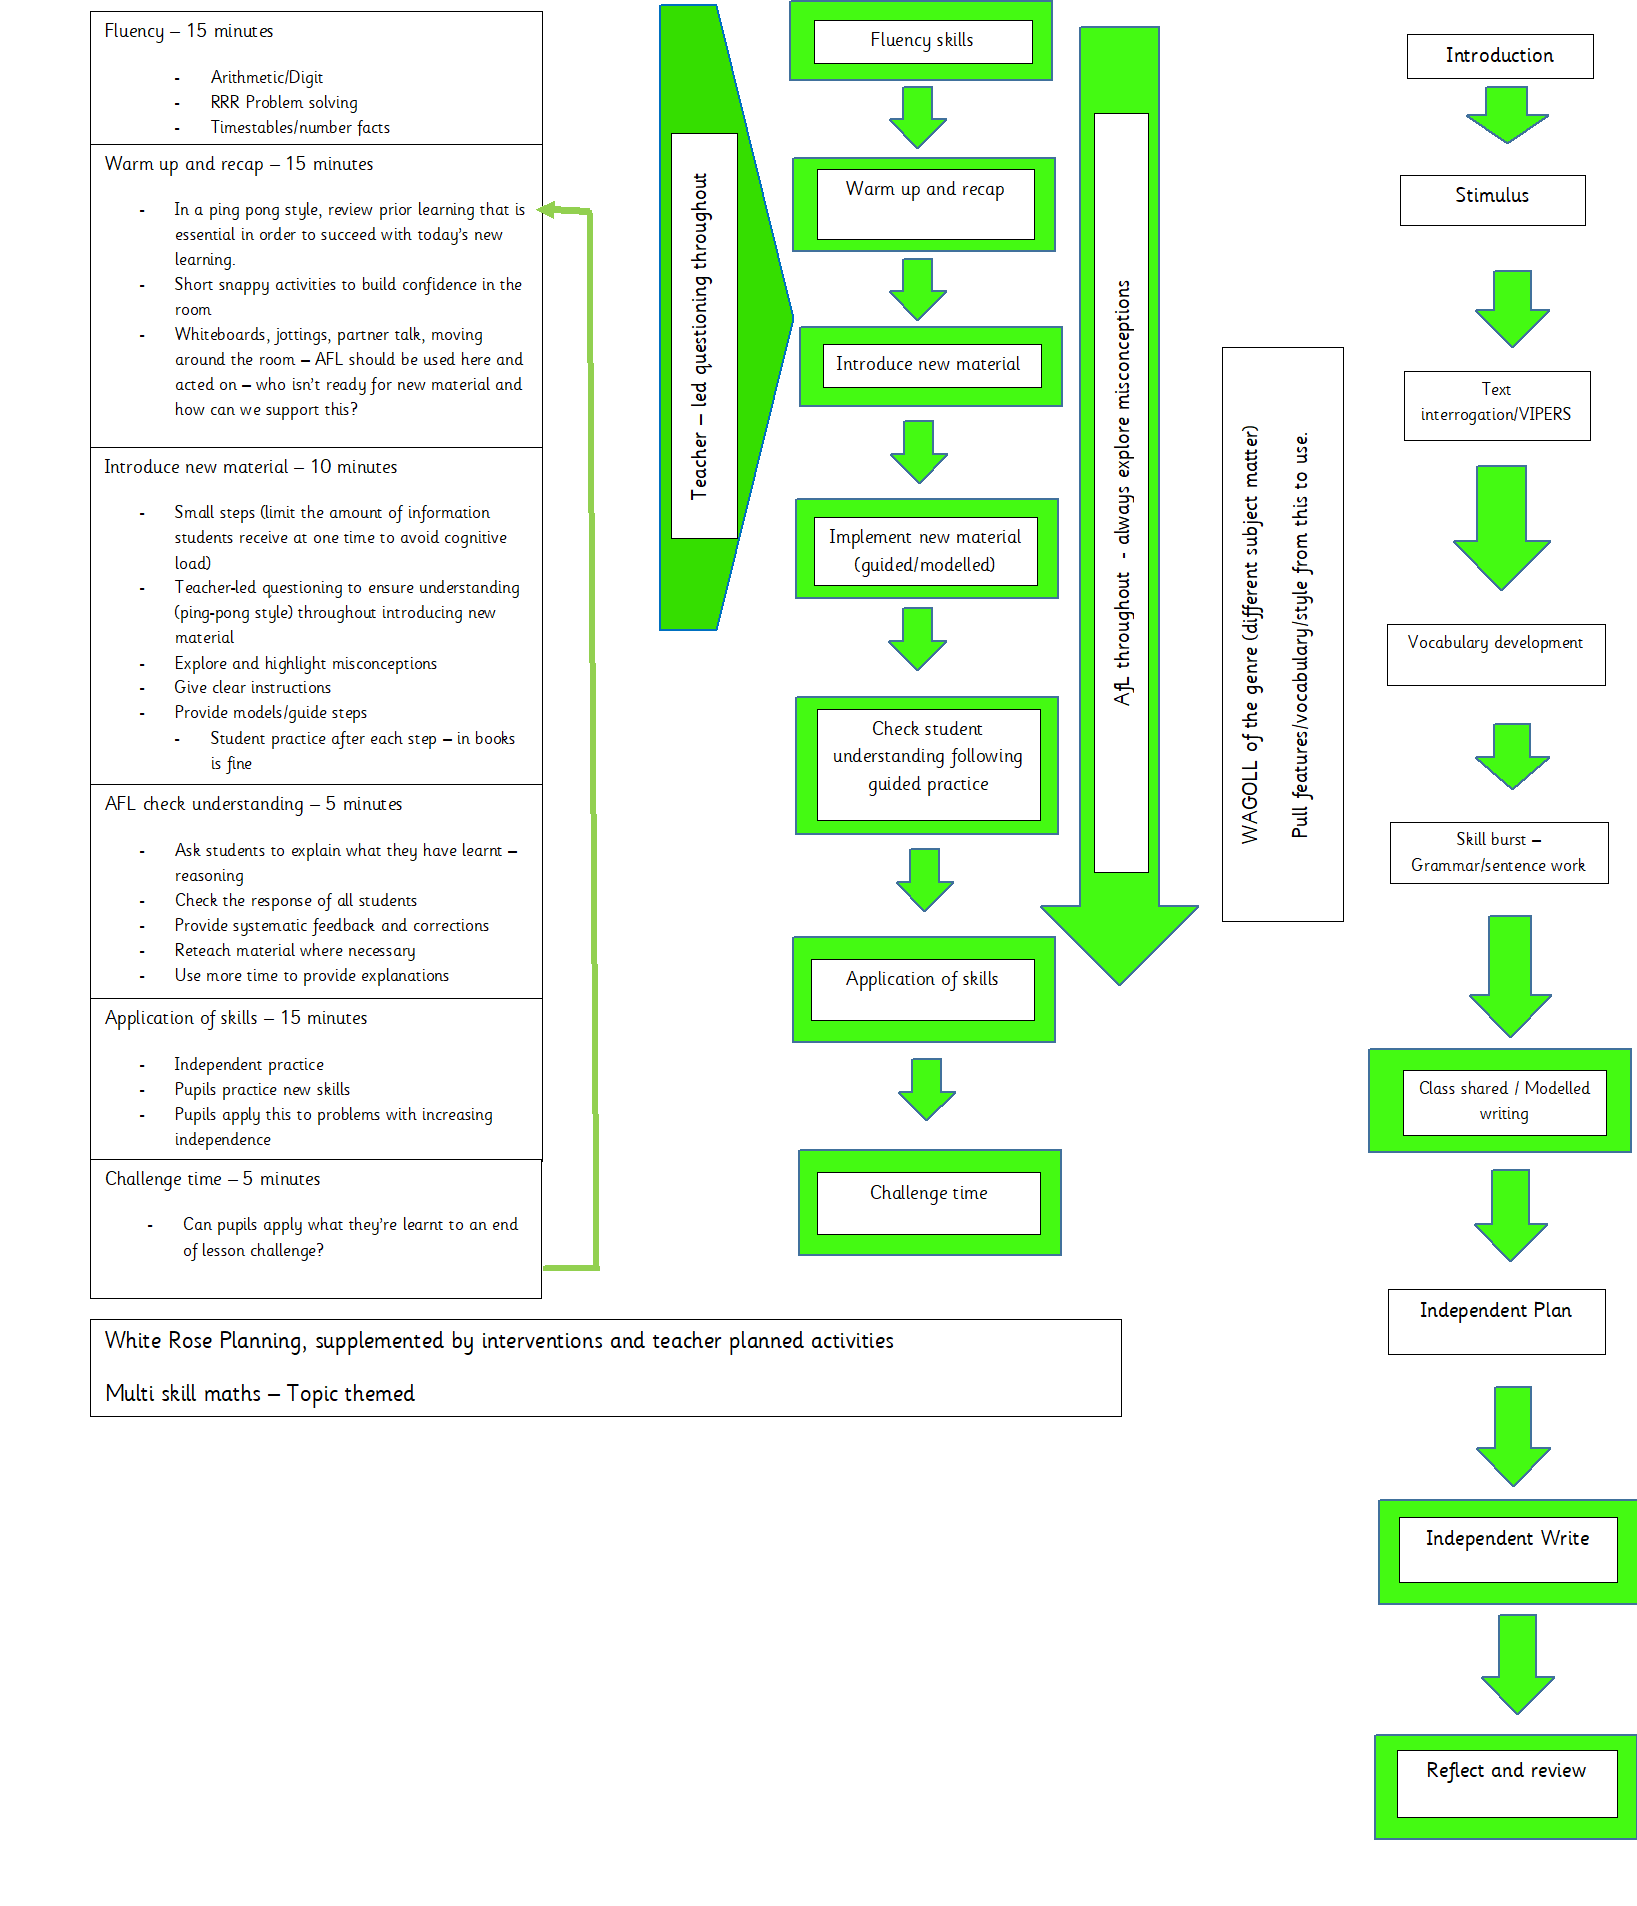 Fluency – 15 minutes
- Arithmetic/Digit
- RRR Problem solving
- Timestables/number facts
Warm up and recap – 15 minutes
- In a ping pong style, review prior learning that is
essential in order to succeed with today's new
learning.
- Short snappy activities to build confidence in the
room
- Whiteboards, jottings, partner talk, moving
around the room – AFL should be used here and
acted on – who isn't ready for new material and
how can we support this?
Introduce new material – 10 minutes
- Small steps (limit the amount of information
students receive at one time to avoid cognitive
load)
- Teacher-led questioning to ensure understanding
(ping-pong style) throughout introducing new
material
- Explore and highlight misconceptions
- Give clear instructions
- Provide models/guide steps
- Student practice after each step – in books
is fine
AFL check understanding – 5 minutes
- Ask students to explain what they have learnt –
reasoning
- Check the response of all students
- Provide systematic feedback and corrections
- Reteach material where necessary
- Use more time to provide explanations
Application of skills – 15 minutes
- Independent practice
- Pupils practice new skills
- Pupils apply this to problems with increasing
independence
Challenge time – 5 minutes
- Can pupils apply what they're learnt to an end
of lesson challenge?
White Rose Planning, supplemented by interventions and teacher planned activities
Multi skill maths – Topic themed
Teacher – led questioning throughout
Fluency skills
Warm up and recap
Introduce new material
Implement new material
(guided/modelled)
Check student
understanding following
guided practice
Application of skills
Challenge time
AfL throughout - always explore misconceptions
WAGOLL of the genre (different subject matter)
Pull features/vocabulary/style from this to use.
Introduction
Stimulus
Text
interrogation/VIPERS
Vocabulary development
Skill burst –
Grammar/sentence work
Class shared / Modelled
writing
Independent Plan
Independent Write
Reflect and review